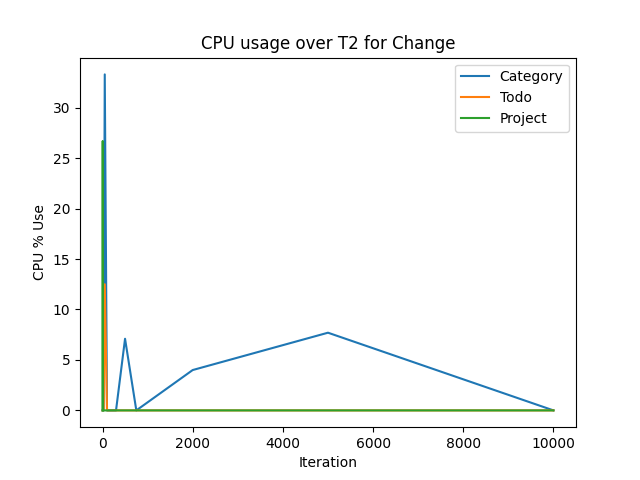 CPU usage over T2 for Change
Category
Todo
Project
CPU % Use
30
25
20
15
10
5
0
0 2000 4000 6000 8000 10000
Iteration